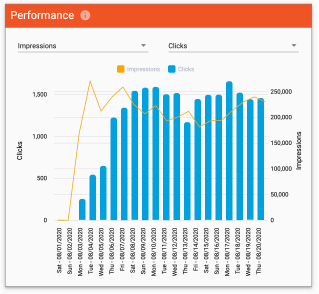 Performance i
Impressions
Clicks
Impressions Clicks
Clicks
1,500
1,000
500
0
250,000
200,000
150,000
100,000
50,000
0
Impressions
Sat - 08/01/2020
Sun - 08/02/2020
Mon - 08/03/2020
Tue - 08/04/2020
Wed - 08/05/2020
Thu - 08/06/2020
Fri - 08/07/2020
Sat - 08/08/2020
Sun - 08/09/2020
Mon - 08/10/2020
Tue - 08/11/2020
Wed - 08/12/2020
Thu - 08/13/2020
Fri - 08/14/2020
Sat - 08/15/2020
Sun - 08/16/2020
Mon - 08/17/2020
Tue - 08/18/2020
Wed - 08/19/2020
Thu - 08/20/2020